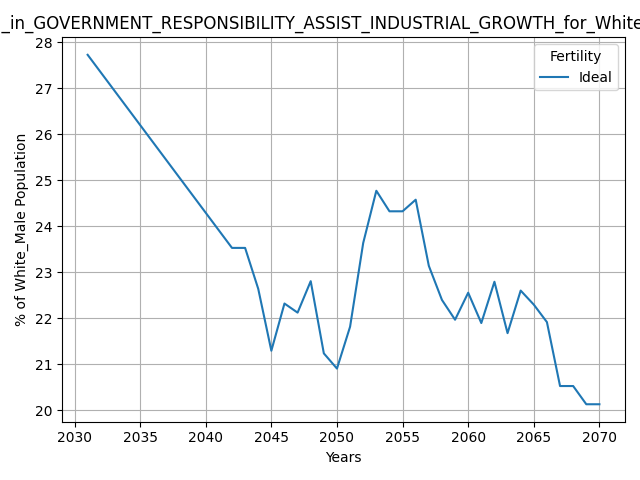 _in_GOVERNMENT_RESPONSIBILITY_ASSIST_INDUSTRIAL_GROWTH_for_White
Fertility
Ideal
28
27
26
25
24
23
22
21
20
% of White_Male Population
2030 2035 2040 2045 2050 2055 2060 2065 2070
Years